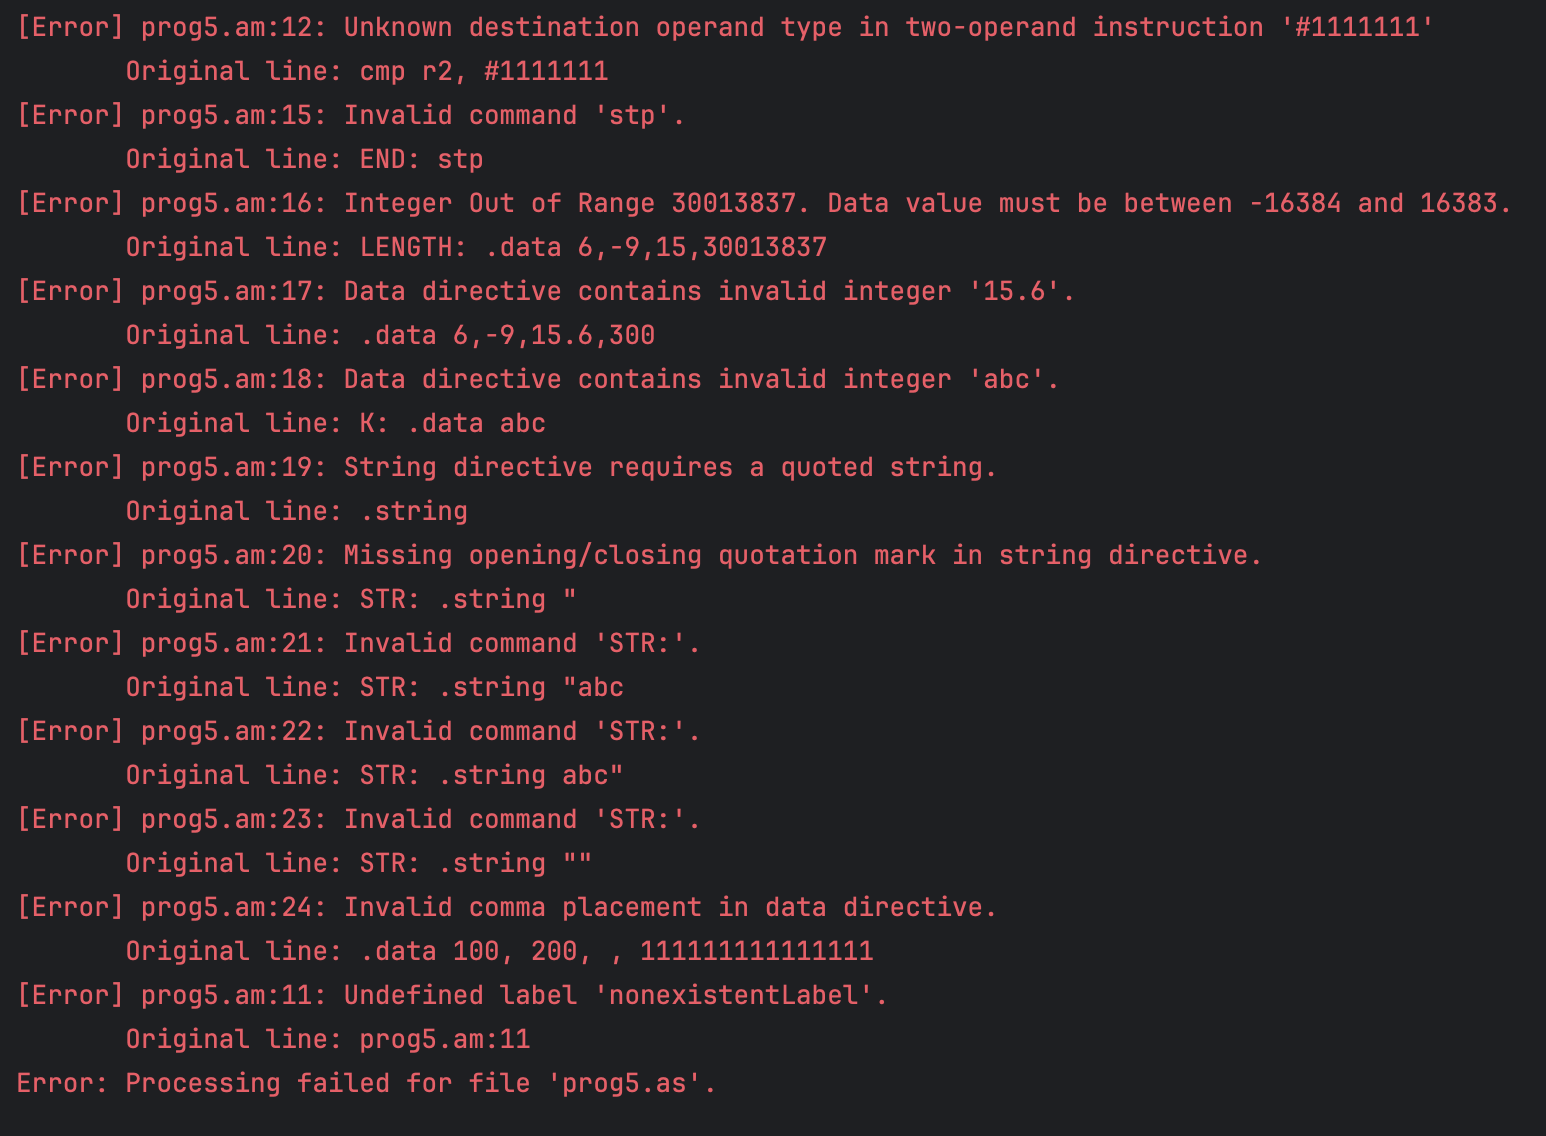 [Error] prog5.am:12: Unknown destination operand type in two-operand instruction '#1111111'
Original line: cmp r2, #1111111
[Error] prog5.am:15: Invalid command 'stp'.
Original line: END: stp
[Error] prog5.am:16: Integer Out of Range 30013837. Data value must be between -16384 and 16383.
Original line: LENGTH: .data 6,-9,15,30013837
[Error] prog5.am:17: Data directive contains invalid integer '15.6'.
Original line: .data 6,-9,15.6,300
[Error] prog5.am:18: Data directive contains invalid integer 'abc'.
Original line: K: .data abc
[Error] prog5.am:19: String directive requires a quoted string.
Original line: .string
[Error] prog5.am:20: Missing opening/closing quotation mark in string directive.
Original line: STR: .string "
[Error] prog5.am:21: Invalid command 'STR:'.
Original line: STR: .string "abc
[Error] prog5.am:22: Invalid command 'STR:'.
Original line: STR: .string abc"
[Error] prog5.am:23: Invalid command 'STR:'.
Original line: STR: .string ""
[Error] prog5.am:24: Invalid comma placement in data directive.
Original line: .data 100, 200, , 111111111111111
[Error] prog5.am:11: Undefined label 'nonexistentLabel'.
Original line: prog5.am:11
Error: Processing failed for file 'prog5.as'.